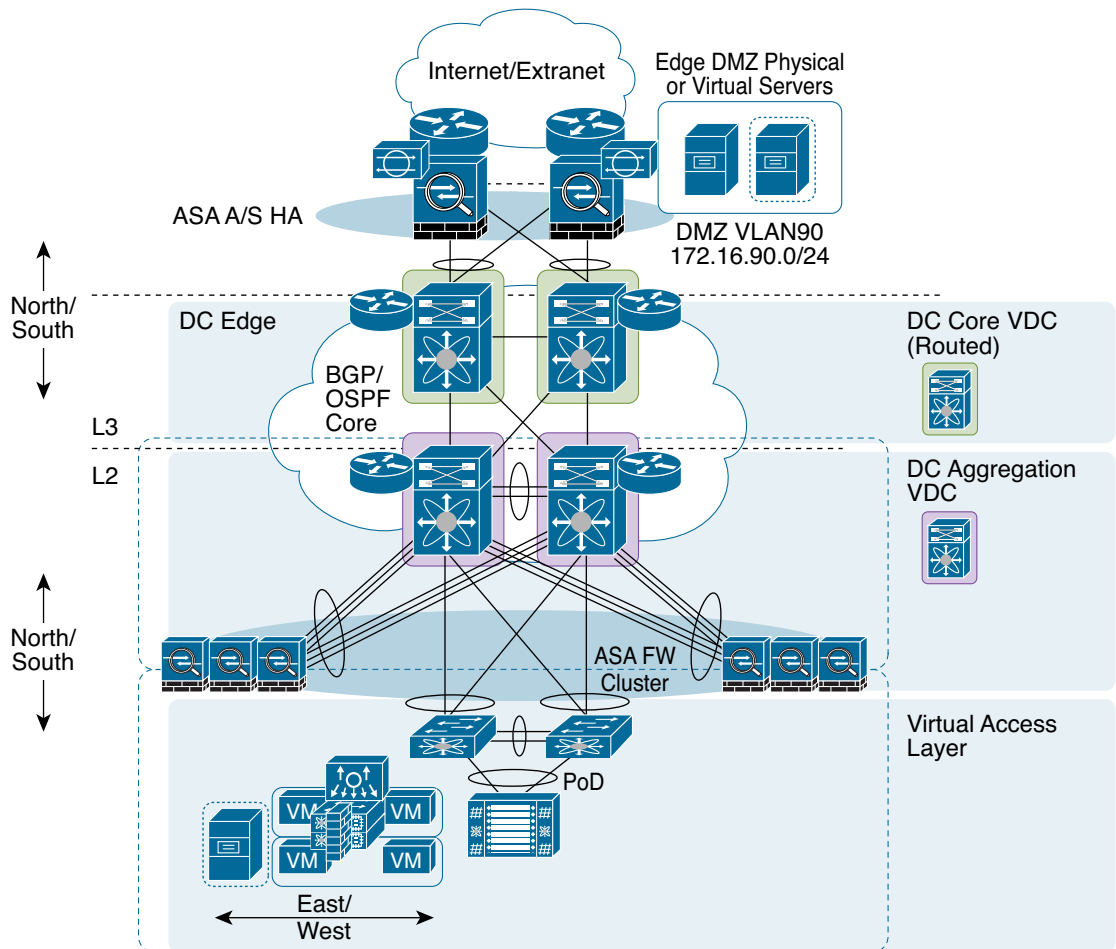 Internet/Extranet
Edge DMZ Physical
or Virtual Servers
ASA A/S HA
DMZ VLAN90
172.16.90.0/24
North/
South
DC Edge
DC Core VDC
(Routed)
BGP/
OSPF
Core
L3
L2
DC Aggregation
VDC
North/
South
ASA FW
Cluster
Virtual Access
Layer
PoD
VM
VM
VM
VM
East/
West